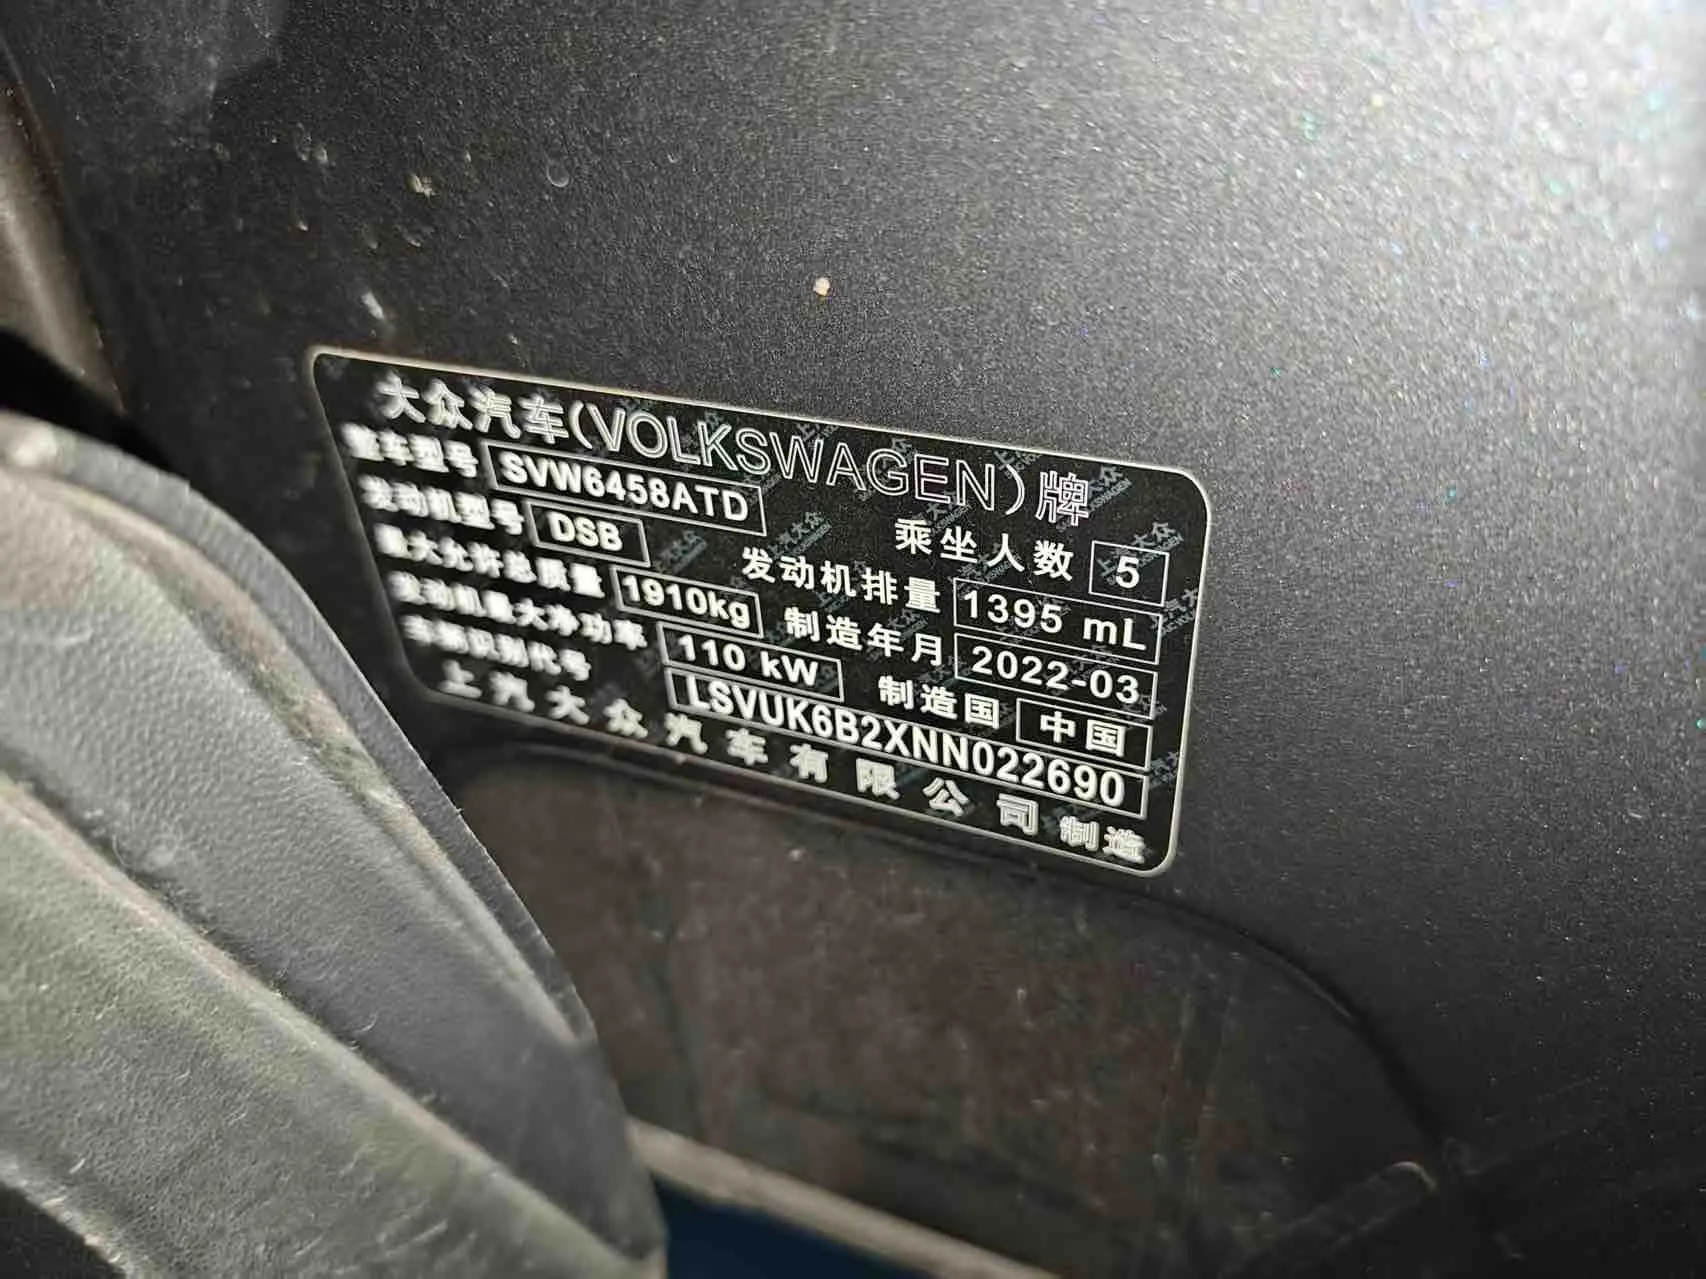 大众汽车(VOLKSWAGEN)牌
整车型号 SVW6458ATD 乘坐人数 5
发动机型号 DSB 发动机排量 1395 mL
最大允许总质量 1910kg 制造年月 2022-03
发动机最大净功率 110 kW 制造国 中国
车辆识别代号 LSVUK6B2XNN022690
上汽大众汽车有限公司制造